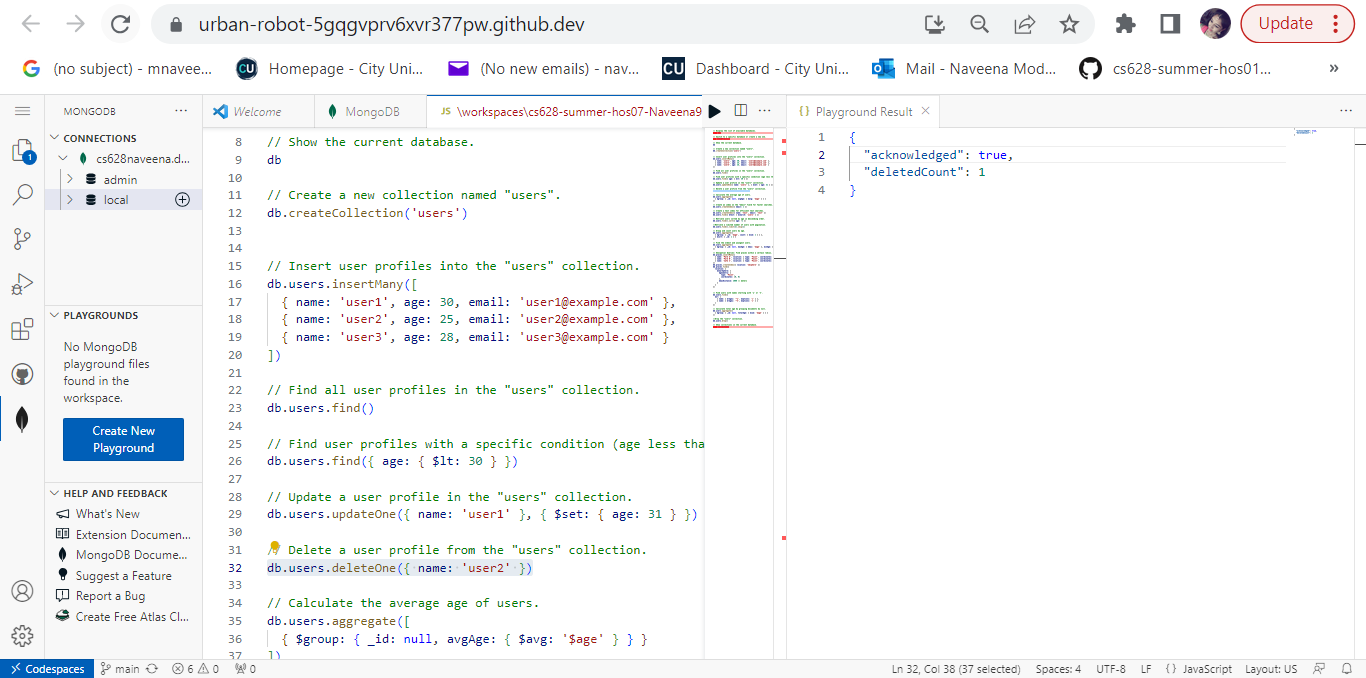 urban-robot-5gqgvprv6xvr377pw.github.dev
Update
(no subject) - mnavee...
CU
Homepage - City Uni...
(No new emails) - nav...
CU
Dashboard - City Uni...
Mail - Naveena Mod...
cs628-summer-hos01...
»
MONGODB
CONNECTIONS
cs628naveena.d...
admin
local
PLAYGROUNDS
No MongoDB
playground files
found in the
workspace.
Create New
Playground
HELP AND FEEDBACK
What's New
Extension Documen...
MongoDB Docume...
Suggest a Feature
Report a Bug
Create Free Atlas Cl...
1
Welcome
MongoDB
JS \workspaces\cs628-summer-hos07-Naveena9
8 // Show the current database.
9 db
10
11 // Create a new collection named "users".
12 db.createCollection('users')
13
14
15 // Insert user profiles into the "users" collection.
16 db.users.insertMany([
17 { name: 'user1', age: 30, email: 'user1@example.com' },
18 { name: 'user2', age: 25, email: 'user2@example.com' },
19 { name: 'user3', age: 28, email: 'user3@example.com' }
20 ])
21
22 // Find all user profiles in the "users" collection.
23 db.users.find()
24
25 // Find user profiles with a specific condition (age less tha
26 db.users.find({ age: { $lt: 30 } })
27
28 // Update a user profile in the "users" collection.
29 db.users.updateOne({ name: 'user1' }, { $set: { age: 31 } })
30
31 Delete a user profile from the "users" collection.
32 db.users.deleteOne({ name: 'user2' })
33
34 // Calculate the average age of users.
35 db.users.aggregate([
36 { $group: { _id: null, avgAge: { $avg: '$age' } } }
37 ])
{} Playground Result
1 {
2 "acknowledged": true,
3 "deletedCount": 1
4 }
Codespaces
main
6
0
0
Ln 32, Col 38 (37 selected)
Spaces: 4
UTF-8
LF
{} JavaScript
Layout: US